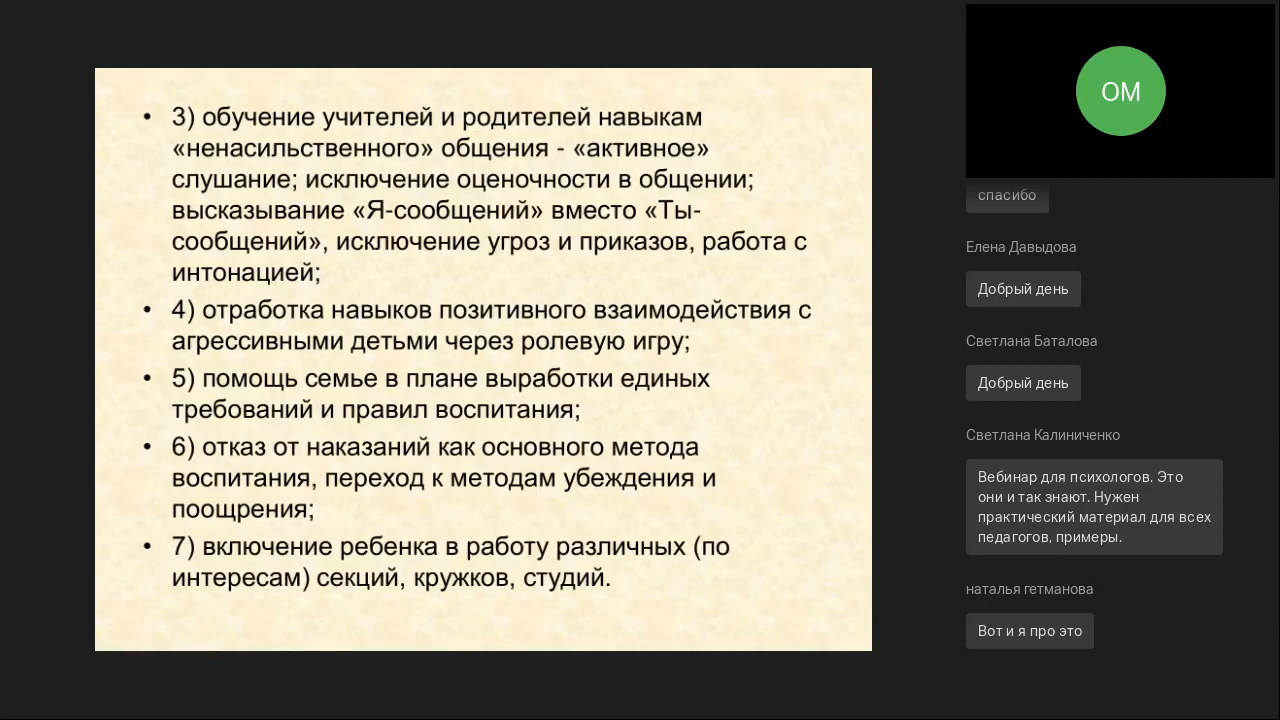 • 3) обучение учителей и родителей навыкам
«ненасильственного» общения - «активное»
слушание; исключение оценочности в общении;
высказывание «Я-сообщений» вместо «Ты-
сообщений», исключение угроз и приказов, работа с
интонацией;
• 4) отработка навыков позитивного взаимодействия с
агрессивными детьми через ролевую игру;
• 5) помощь семье в плане выработки единых
требований и правил воспитания;
• 6) отказ от наказаний как основного метода
воспитания, переход к методам убеждения и
поощрения;
• 7) включение ребенка в работу различных (по
интересам) секций, кружков, студий.
ОМ
спасибо
Елена Давыдова
Добрый день
Светлана Баталова
Добрый день
Светлана Калиниченко
Вебинар для психологов. Это
они и так знают. Нужен
практический материал для всех
педагогов, примеры.
наталья гетманова
Вот и я про это